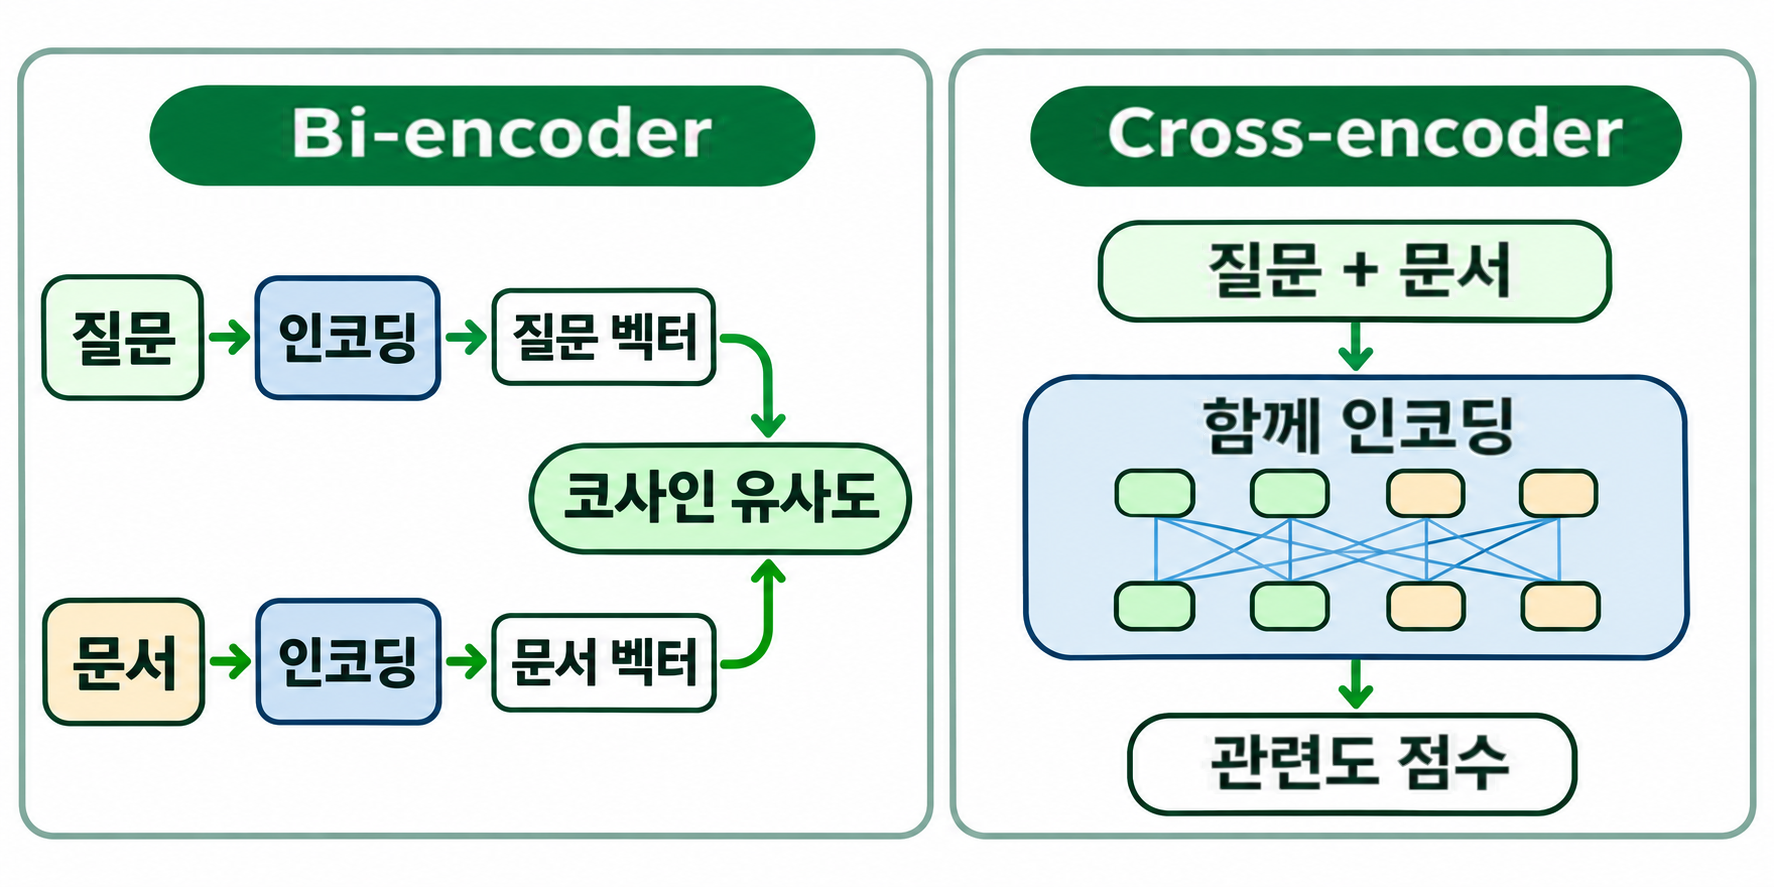 Bi-encoder
질문
인코딩
질문 벡터
코사인 유사도
문서
인코딩
문서 벡터
Cross-encoder
질문 + 문서
함께 인코딩
관련도 점수